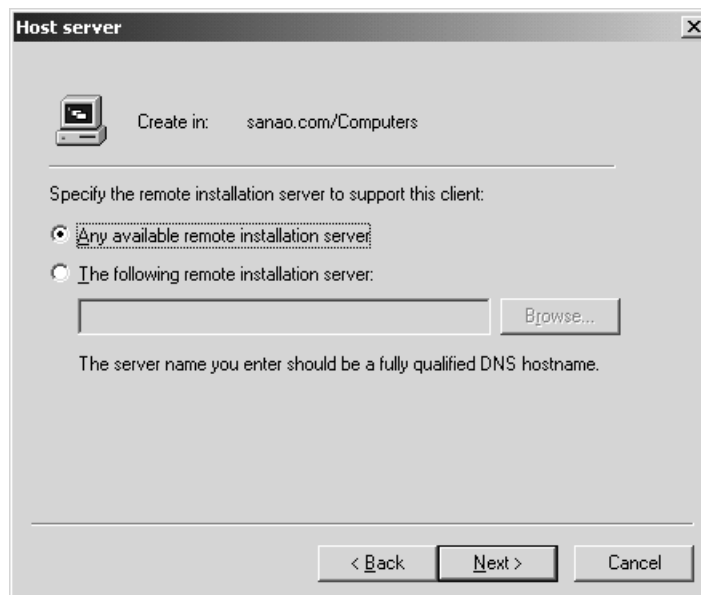 Host server
Create in: sanao.com/Computers
Specify the remote installation server to support this client:
Any available remote installation server
The following remote installation server:
Browse...
The server name you enter should be a fully qualified DNS hostname.
< Back Next > Cancel